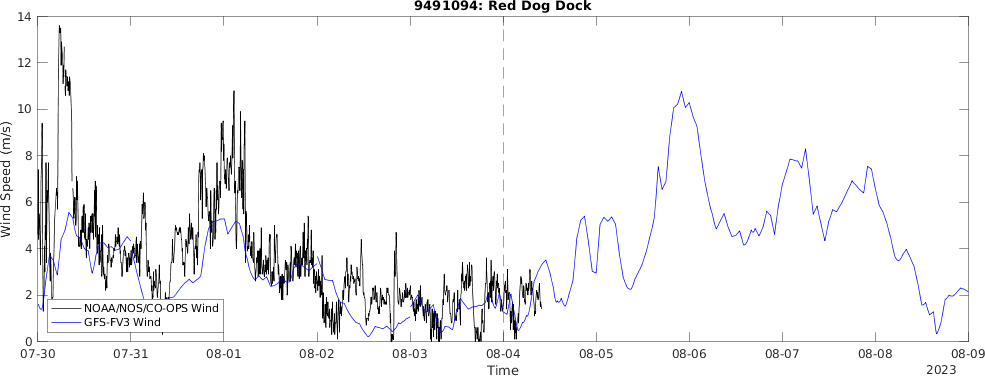 9491094: Red Dog Dock
14
12
10
8
6
4
2
0
Wind Speed (m/s)
NOAA/NOS/CO-OPS Wind
GFS-FV3 Wind
07-30 07-31 08-01 08-02 08-03 08-04 08-05 08-06 08-07 08-08 08-09
Time
2023